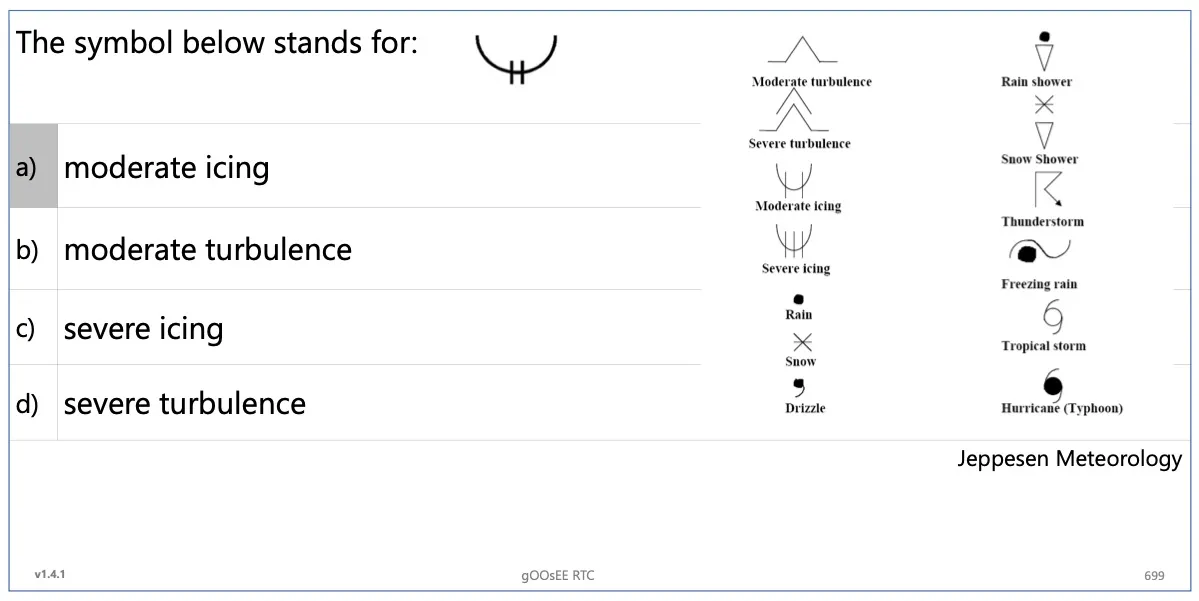 The symbol below stands for:
a) moderate icing
b) moderate turbulence
c) severe icing
d) severe turbulence
Moderate turbulence
Severe turbulence
Moderate icing
Severe icing
Rain
Snow
Drizzle
Rain shower
Snow Shower
Thunderstorm
Freezing rain
Tropical storm
Hurricane (Typhoon)
Jeppesen Meteorology
v1.4.1
gOOsEE RTC
699